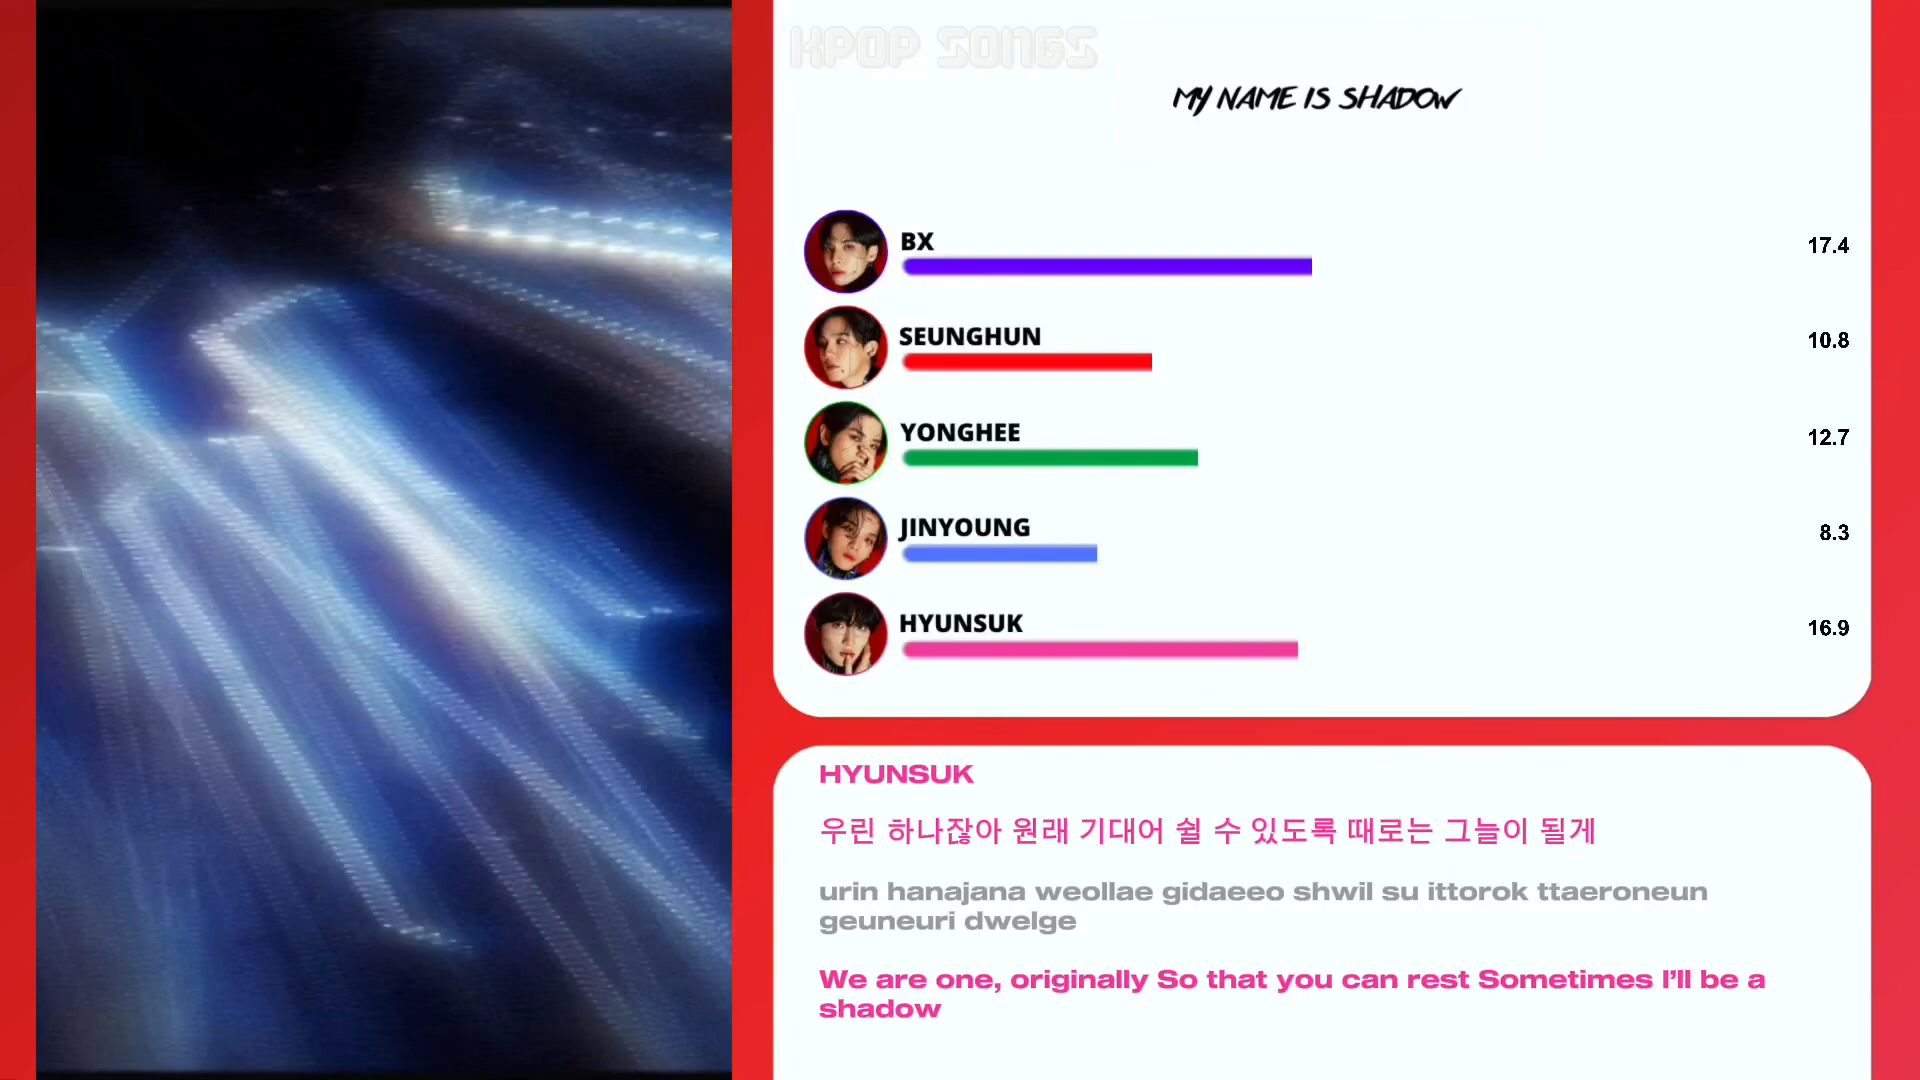 KPOP SONGS
MY NAME IS SHADOW
BX
17.4
SEUNGHUN
10.8
YONGHEE
12.7
JINYOUNG
8.3
HYUNSUK
16.9
HYUNSUK
우린 하나잖아 원래 기대어 쉴 수 있도록 때로는 그늘이 될게
urin hanajana weollae gidaeeo shwil su ittorok ttaeroneun
geuneuri dwelge
We are one, originally So that you can rest Sometimes I’ll be a
shadow